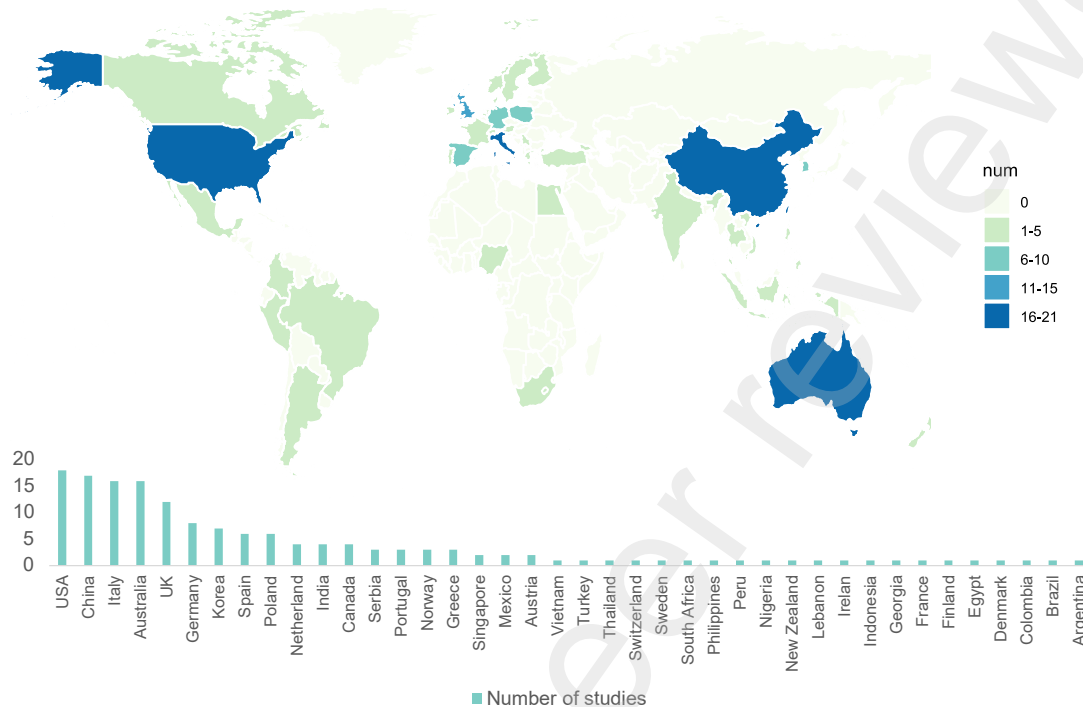 num
0
1-5
6-10
11-15
16-21
20
15
10
5
0
USA
China
Italy
Australia
UK
Germany
Korea
Spain
Poland
Netherland
India
Canada
Serbia
Portugal
Norway
Greece
Singapore
Mexico
Austria
Vietnam
Turkey
Thailand
Switzerland
Sweden
South Africa
Philippines
Peru
Nigeria
New Zealand
Lebanon
Irelan
Indonesia
Georgia
France
Finland
Egypt
Denmark
Colombia
Brazil
Argentina
Number of studies
eer review